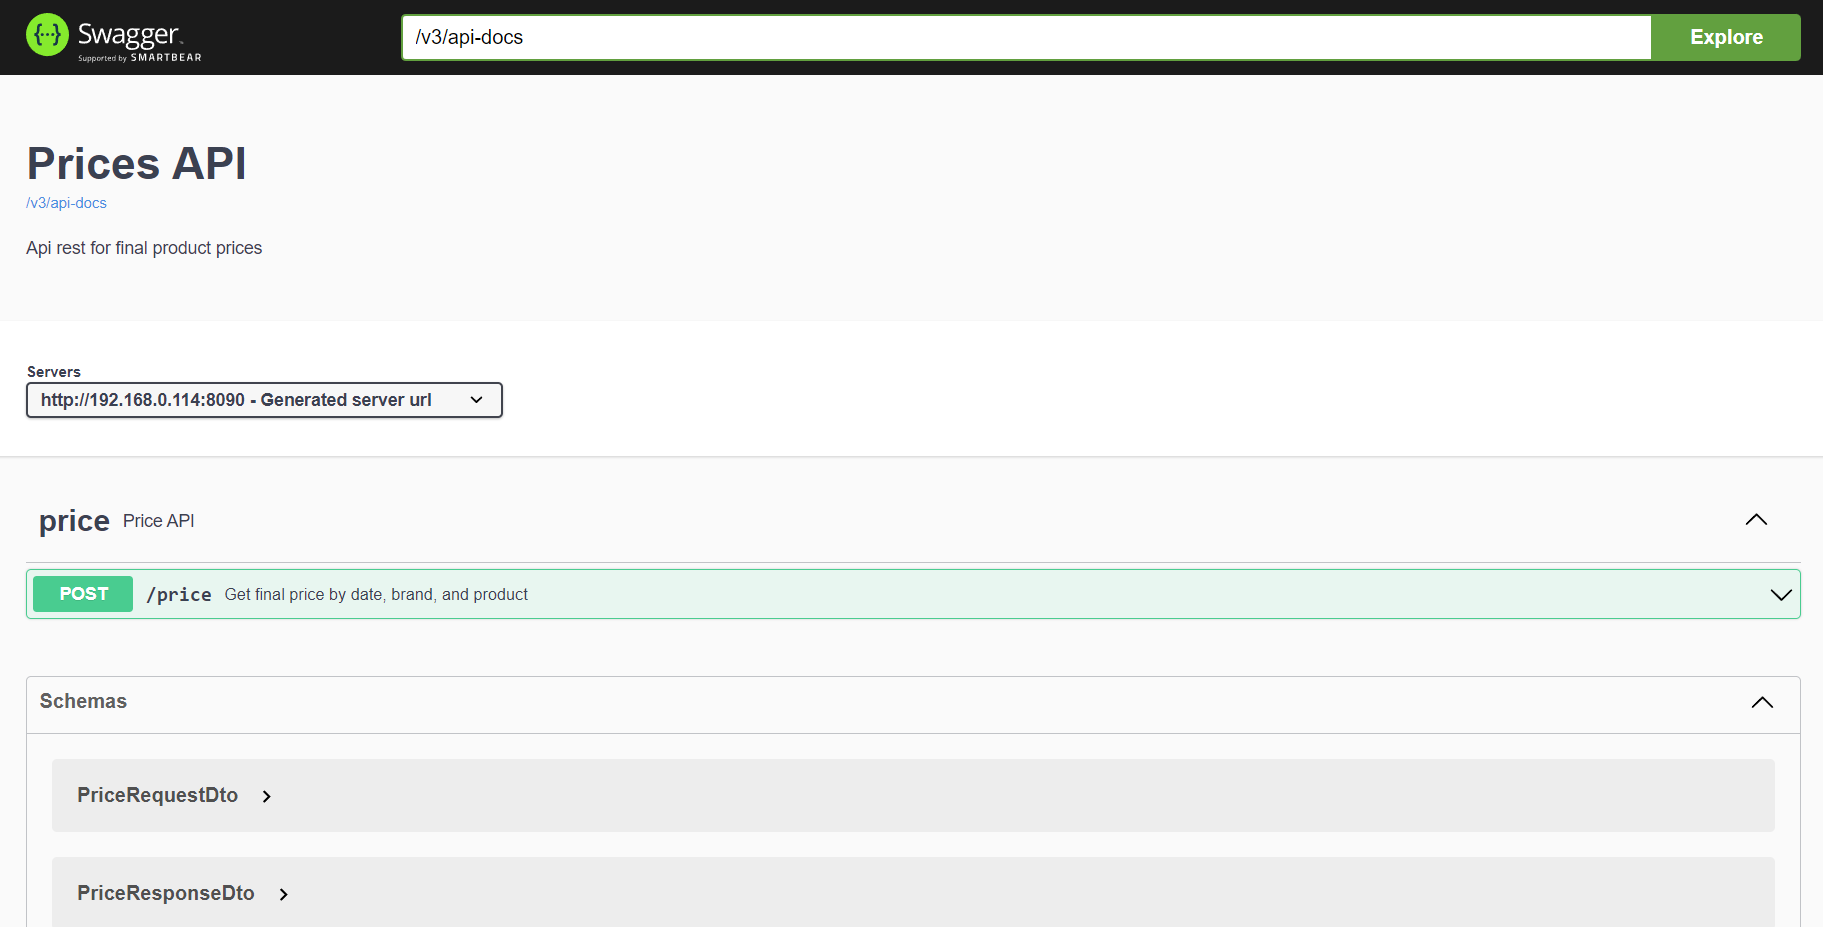 Swagger
Supported by SMARTBEAR
/v3/api-docs
Explore
Prices API
/v3/api-docs
Api rest for final product prices
Servers
http://192.168.0.114:8090 - Generated server url
price Price API
POST /price Get final price by date, brand, and product
Schemas
PriceRequestDto
PriceResponseDto